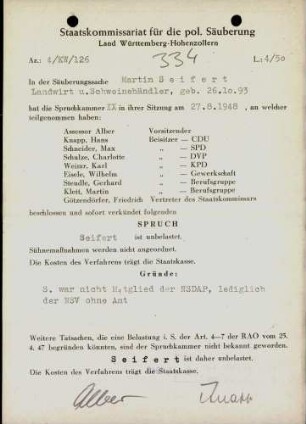 Staatskommissariat für die pol. Säuberung
Land Württemberg-Hohenzollern
Az.: 4/KW/126
334
L: 4/50
In der Säuberungssache Martin S e i f e r t
Landwirt u.Schweinehändler, geb. 26.10.93
hat die Spruchkammer IX in ihrer Sitzung am 27.8.1948 , an welcher
teilgenommen haben:
Assessor Alber Vorsitzender
Knapp, Hans Beisitzer — CDU
Schneider, Max „ — SPD
Schulze, Charlotte „ — DVP
Weinzr, Karl „ — KPD
Eisele, Wilhelm „ — Gewerkschaft
Steudle, Gerhard „ — Berufsgruppe
Klett, Martin „ — Berufsgruppe
Götzendörfer, Friedrich Vertreter des Staatskommissars
beschlossen und sofort verkündet folgenden
SPRUCH
Seifert ist unbelastet.
Sühnemaßnahmen werden nicht angeordnet.
Die Kosten des Verfahrens trägt die Staatskasse.
Gründe:
S. war nicht Mitglied der NSDAP, lediglich
der NSV ohne Amt
Weitere Tatsachen, die eine Belastung i. S. der Art. 4—7 der RAO vom 25.
4. 47 begründen könnten, sind der Spruchkammer nicht bekannt geworden.
S e i f e r t ist daher unbelastet.
Die Kosten des Verfahrens trägt die Staatskasse.
Alber Knapp